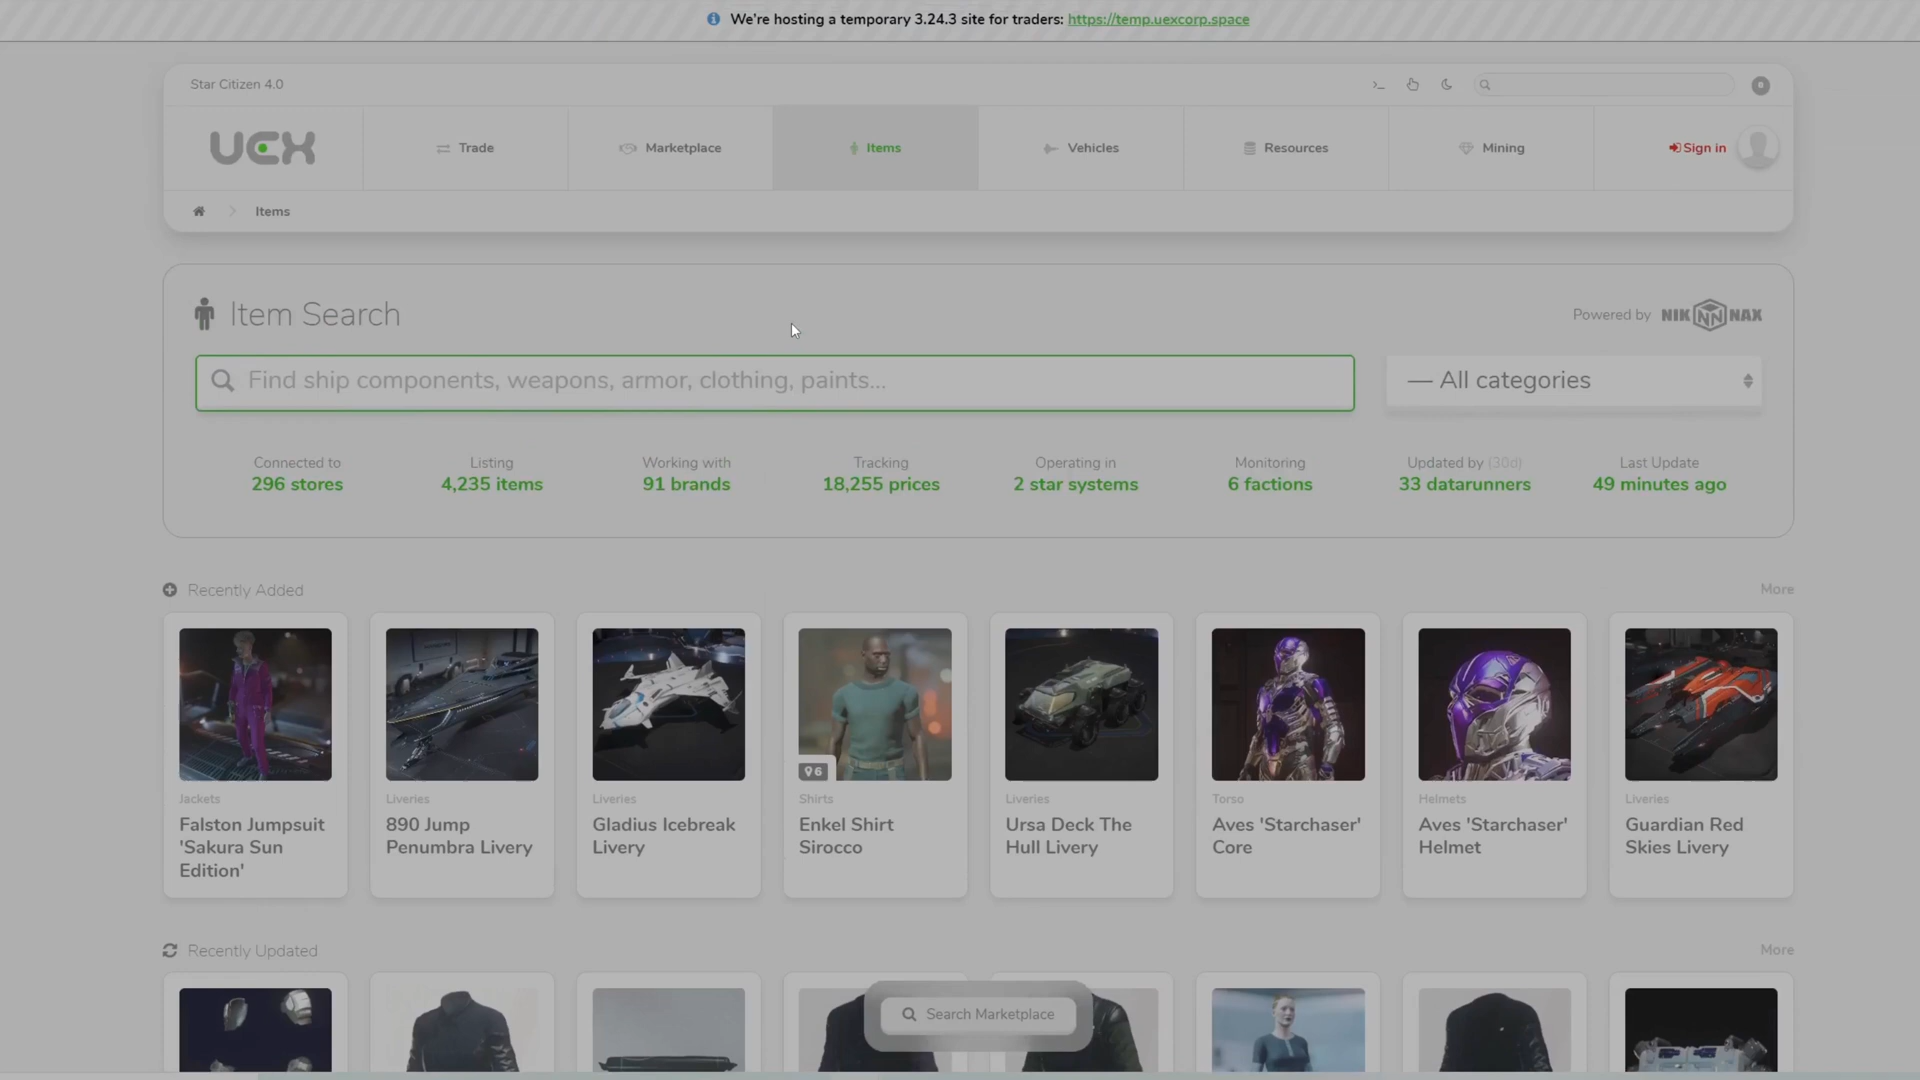 We're hosting a temporary 3.24.3 site for traders: https://temp.uexcorp.space
Star Citizen 4.0
UEX
Trade
Marketplace
Items
Vehicles
Resources
Mining
Sign in
Items
Item Search
Powered by NIK NN NAX
Find ship components, weapons, armor, clothing, paints...
— All categories
Connected to
296 stores
Listing
4,235 items
Working with
91 brands
Tracking
18,255 prices
Operating in
2 star systems
Monitoring
6 factions
Updated by (30d)
33 datarunners
Last Update
49 minutes ago
Recently Added
More
6
Jackets
Falston Jumpsuit
'Sakura Sun
Edition'
Liveries
890 Jump
Penumbra Livery
Liveries
Gladius Icebreak
Livery
Shirts
Enkel Shirt
Sirocco
Liveries
Ursa Deck The
Hull Livery
Torso
Aves 'Starchaser'
Core
Helmets
Aves 'Starchaser'
Helmet
Liveries
Guardian Red
Skies Livery
Recently Updated
More
Search Marketplace